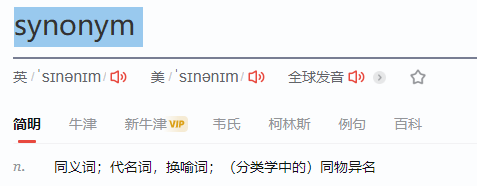 synonym
英 /ˈsɪnənɪm/ 美 /ˈsɪnənɪm/ 全球发音
简明 牛津 新牛津 VIP 韦氏 柯林斯 例句 百科
n. 同义词；代名词，换喻词；（分类学中的）同物异名